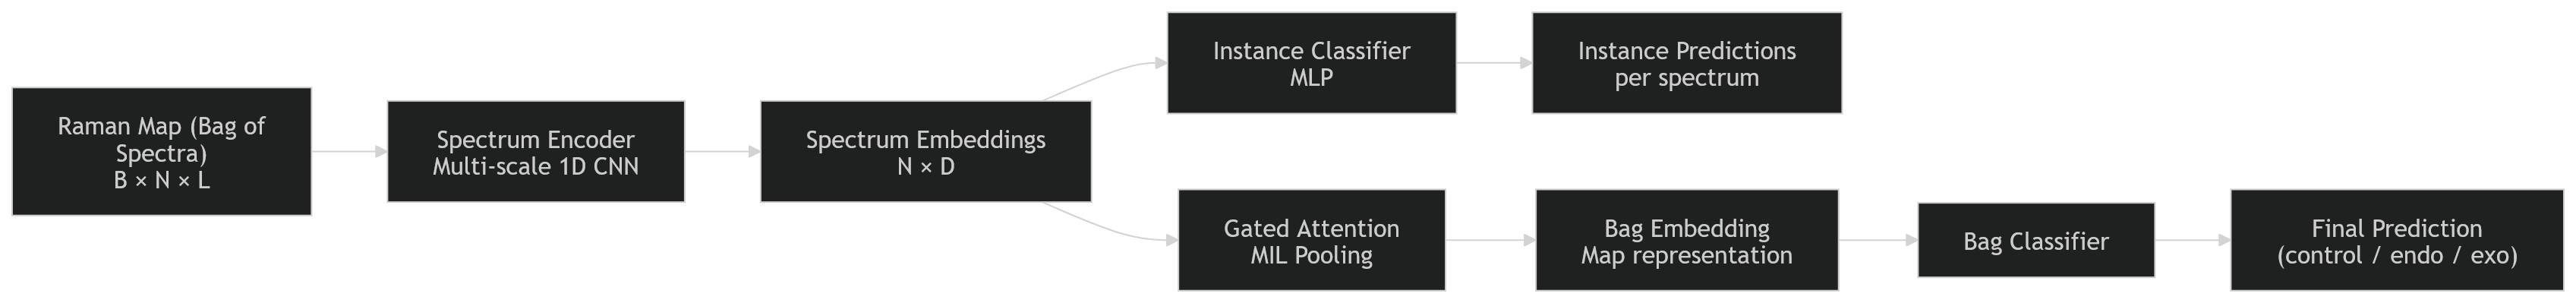 Raman Map (Bag of
Spectra)
B × N × L
Spectrum Encoder
Multi-scale 1D CNN
Spectrum Embeddings
N × D
Instance Classifier
MLP
Instance Predictions
per spectrum
Gated Attention
MIL Pooling
Bag Embedding
Map representation
Bag Classifier
Final Prediction
(control / endo / exo)